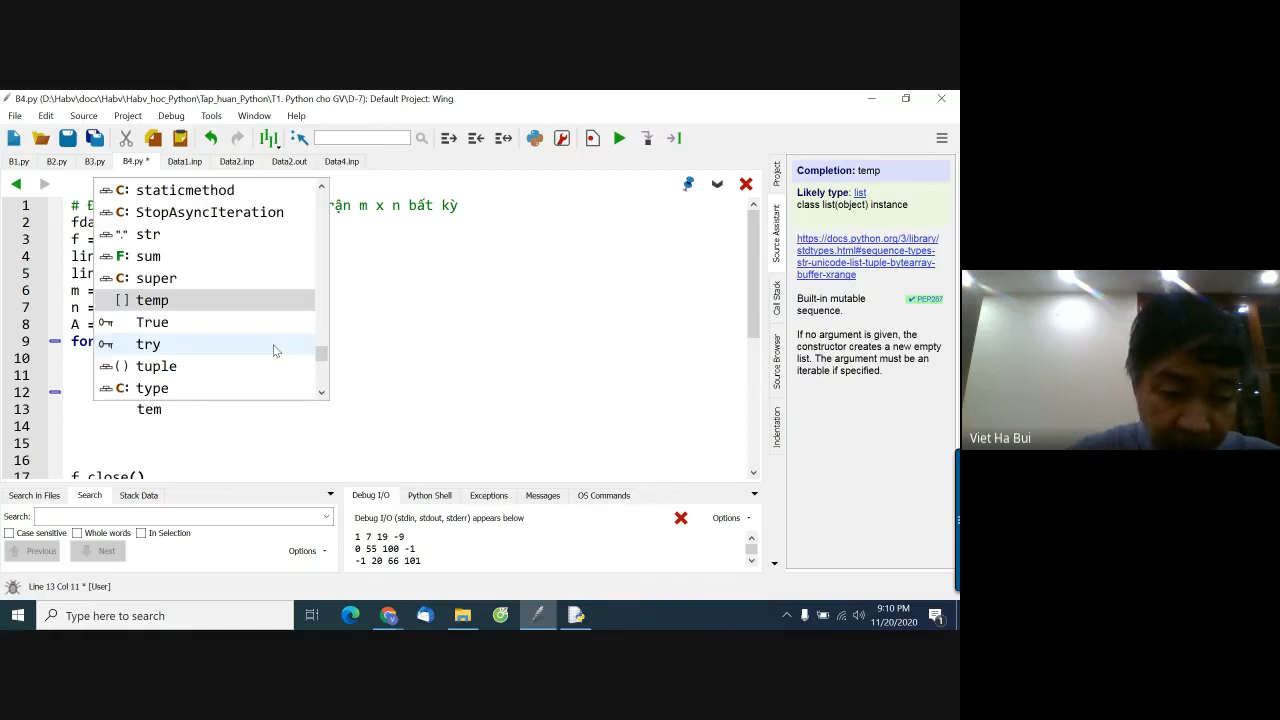 B4.py (D:\Habv\docx\Habv\Habv_hoc_Python\Tap_huan_Python\T1. Python cho GV\D-7): Default Project: Wing
File Edit Source Project Debug Tools Window Help
B1.py B2.py B3.py B4.py * Data1.inp Data2.inp Data2.out Data4.inp
1 # rận m x n bất kỳ
2 fda
3 f =
4 lin
5 lin
6 m =
7 n =
8 A =
9 for
10
11
12
13 tem
14
15
16
17 f.close()
C: staticmethod
C: StopAsyncIteration
".." str
F: sum
C: super
[] temp
True
try
() tuple
C: type
Project
Source Assistant
Call Stack
Source Browser
Indentation
Completion: temp
Likely type: list
class list(object) instance
https://docs.python.org/3/library/
stdtypes.html#sequence-types-
str-unicode-list-tuple-bytearray-
buffer-xrange
Built-in mutable
sequence.
✔ PEP287
If no argument is given, the
constructor creates a new empty
list. The argument must be an
iterable if specified.
Search in Files Search Stack Data
Search:
Case sensitive Whole words In Selection
Previous Next Options
Debug I/O Python Shell Exceptions Messages OS Commands
Debug I/O (stdin, stdout, stderr) appears below Options
1 7 19 -9
0 55 100 -1
-1 20 66 101
Line 13 Col 11 * [User]
Type here to search
9:10 PM
11/20/2020
1
Viet Ha Bui